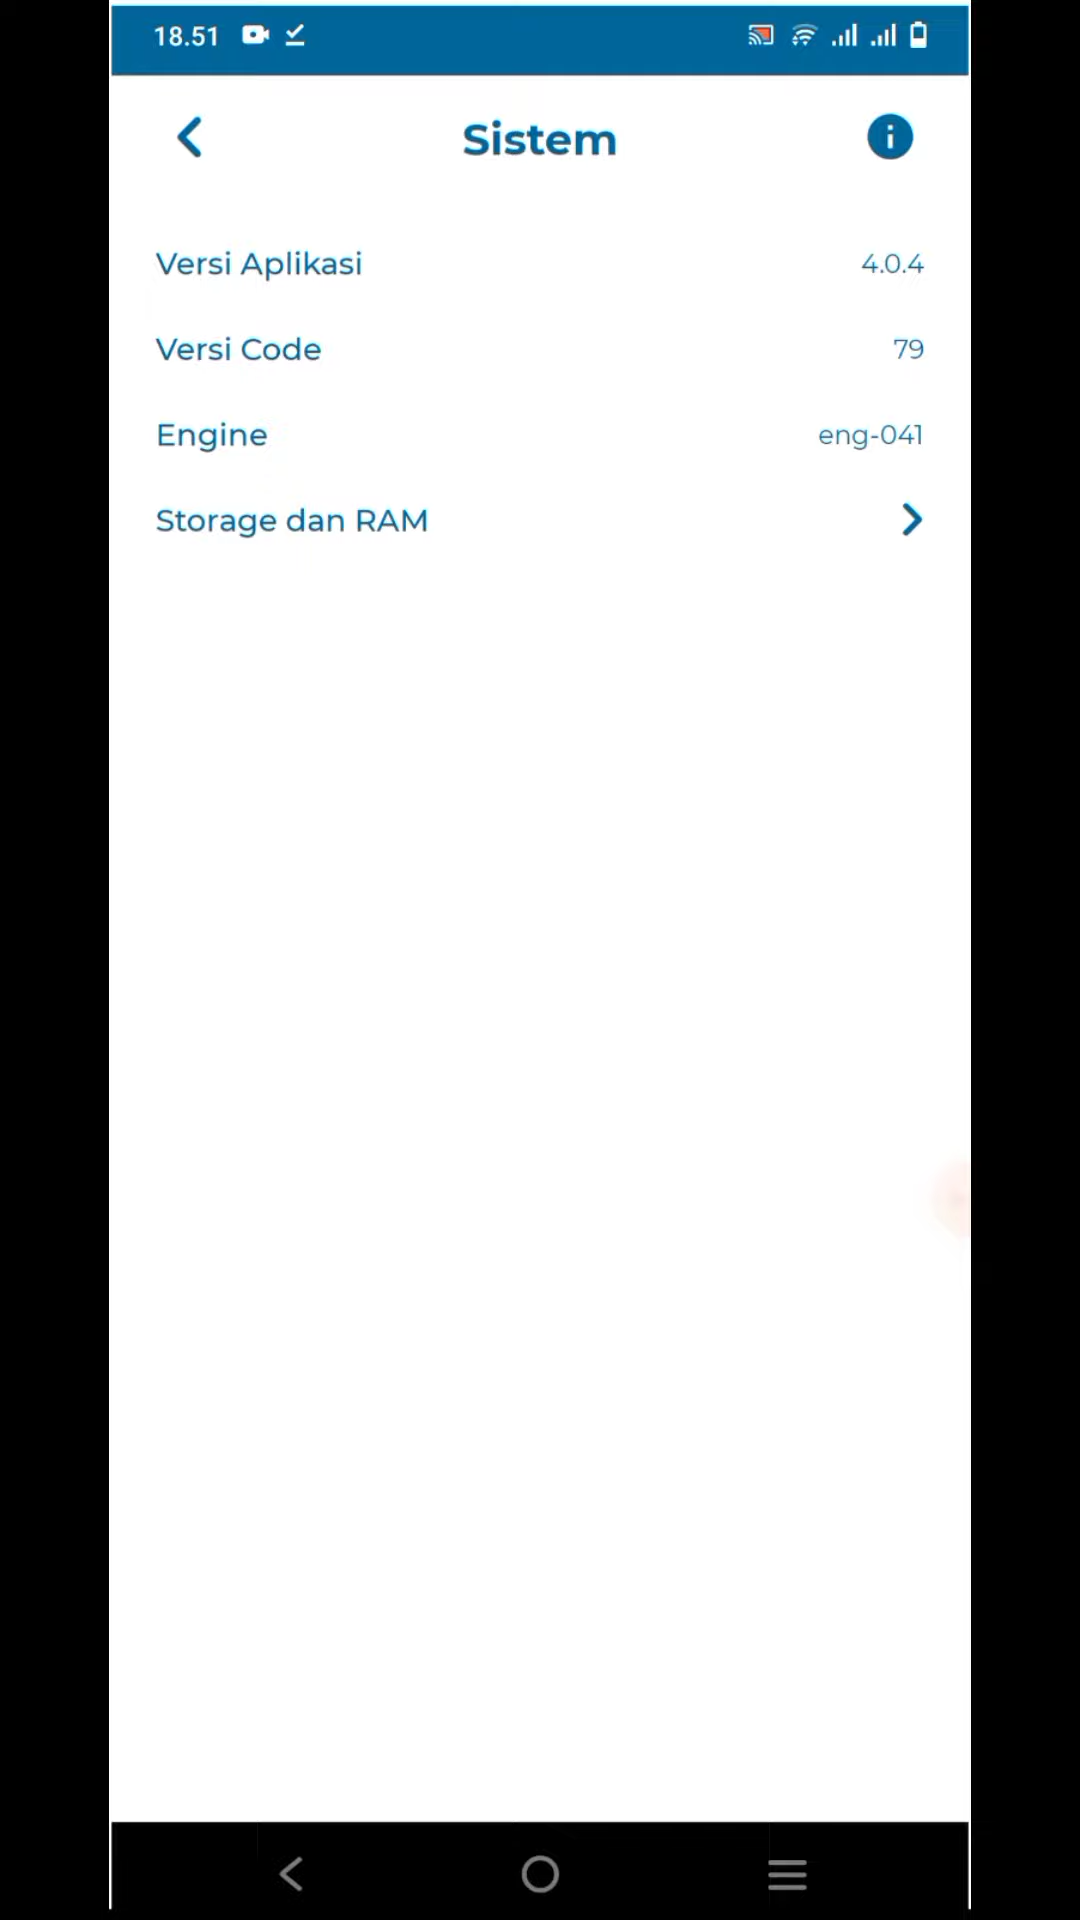 18.51
Sistem
Versi Aplikasi 4.0.4
Versi Code 79
Engine eng-041
Storage dan RAM